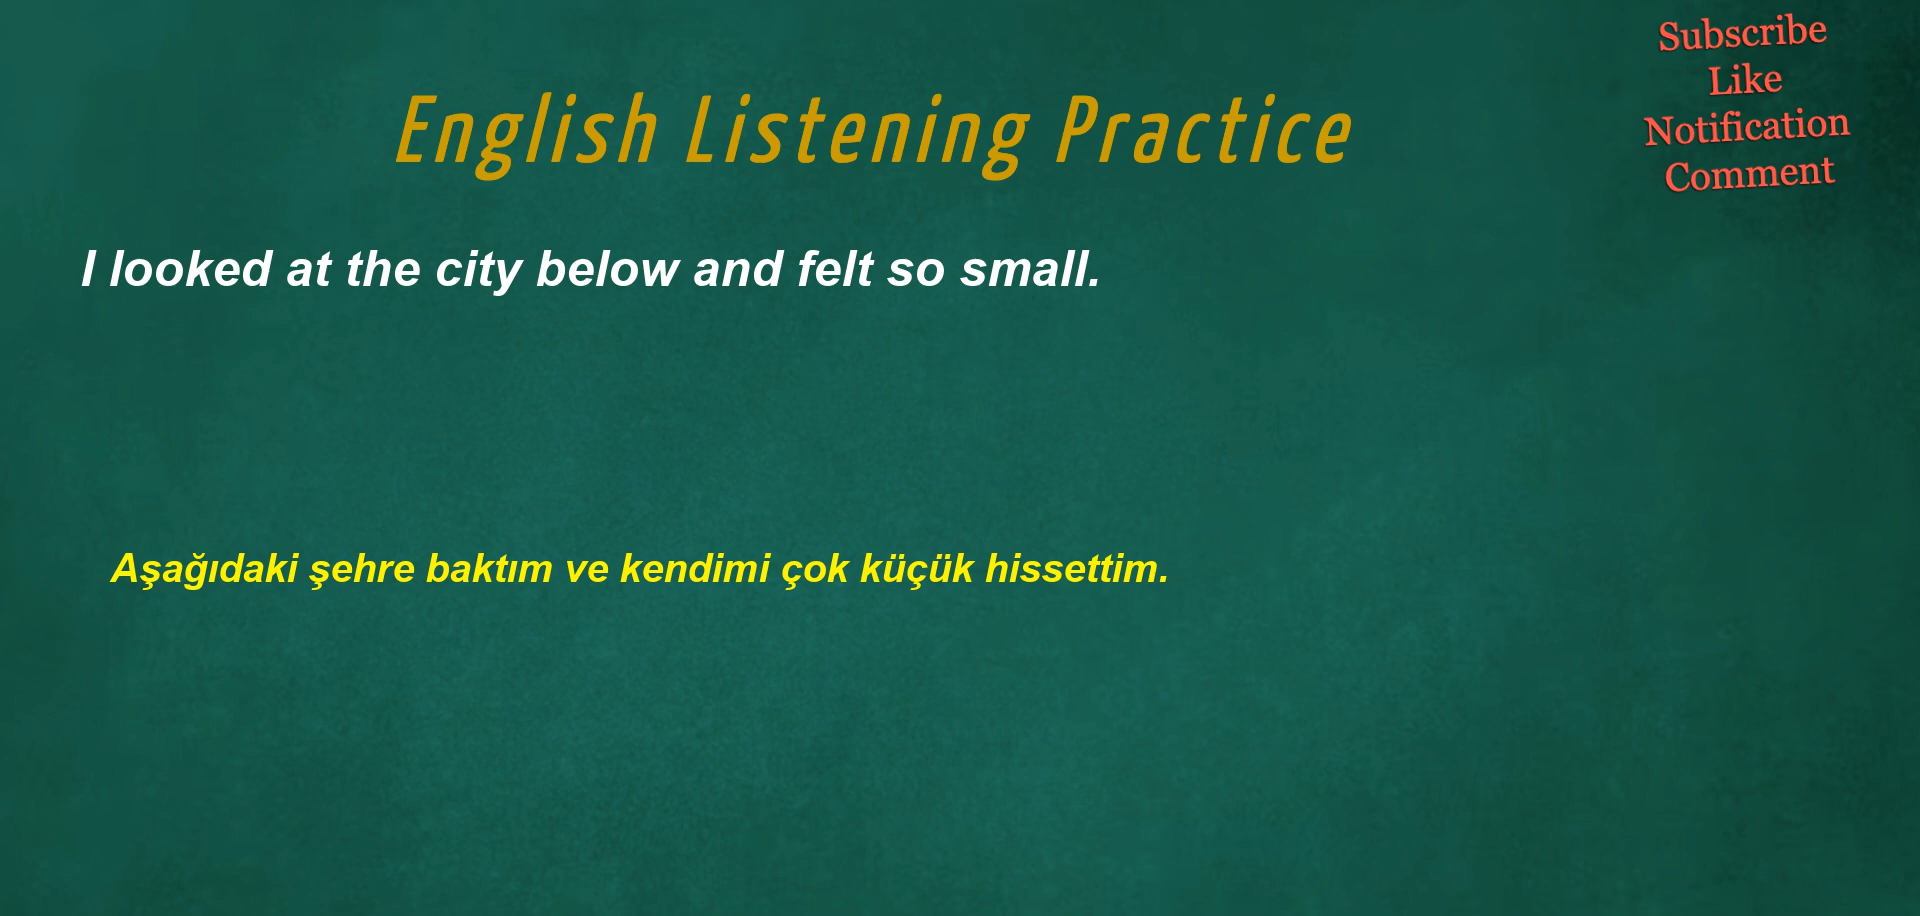 English Listening Practice
Subscribe
Like
Notification
Comment
I looked at the city below and felt so small.
Aşağıdaki şehre baktım ve kendimi çok küçük hissettim.